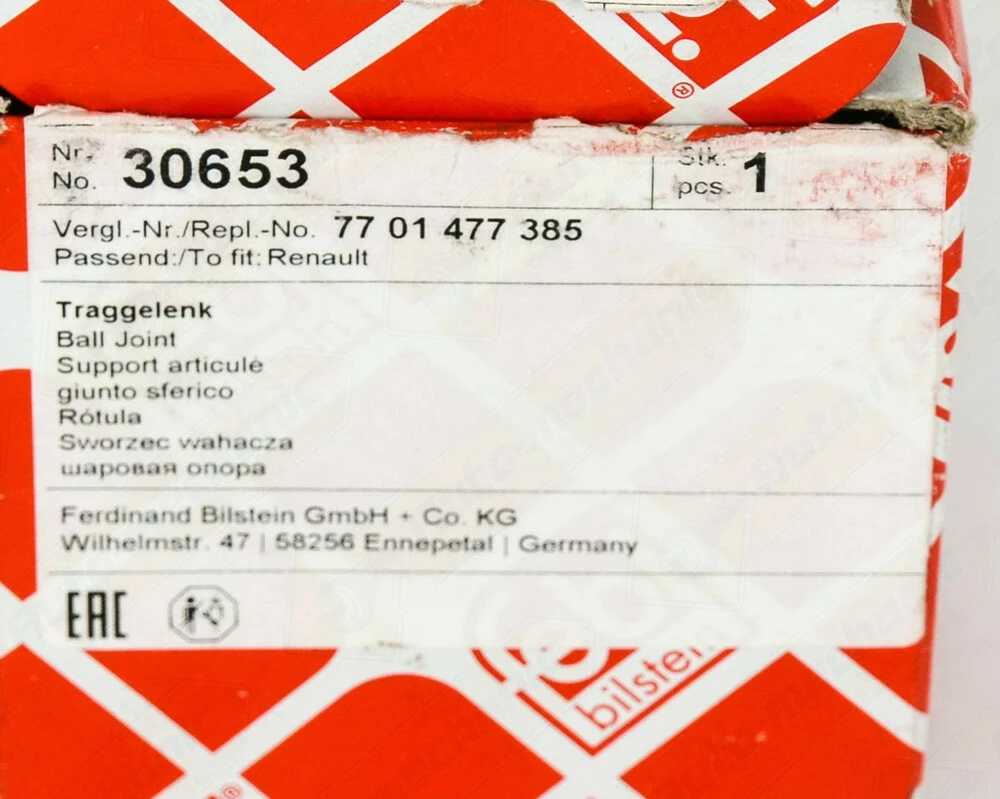 Nr. 30653
No.
Stk. 1
pcs.
Vergl.-Nr./Repl.-No. 77 01 477 385
Passend:/To fit: Renault
Traggelenk
Ball Joint
Support articulé
giunto sferico
Rótula
Sworzec wahacza
шаровая опора
Ferdinand Bilstein GmbH + Co. KG
Wilhelmstr. 47 | 58256 Ennepetal | Germany
EAC
bilstein